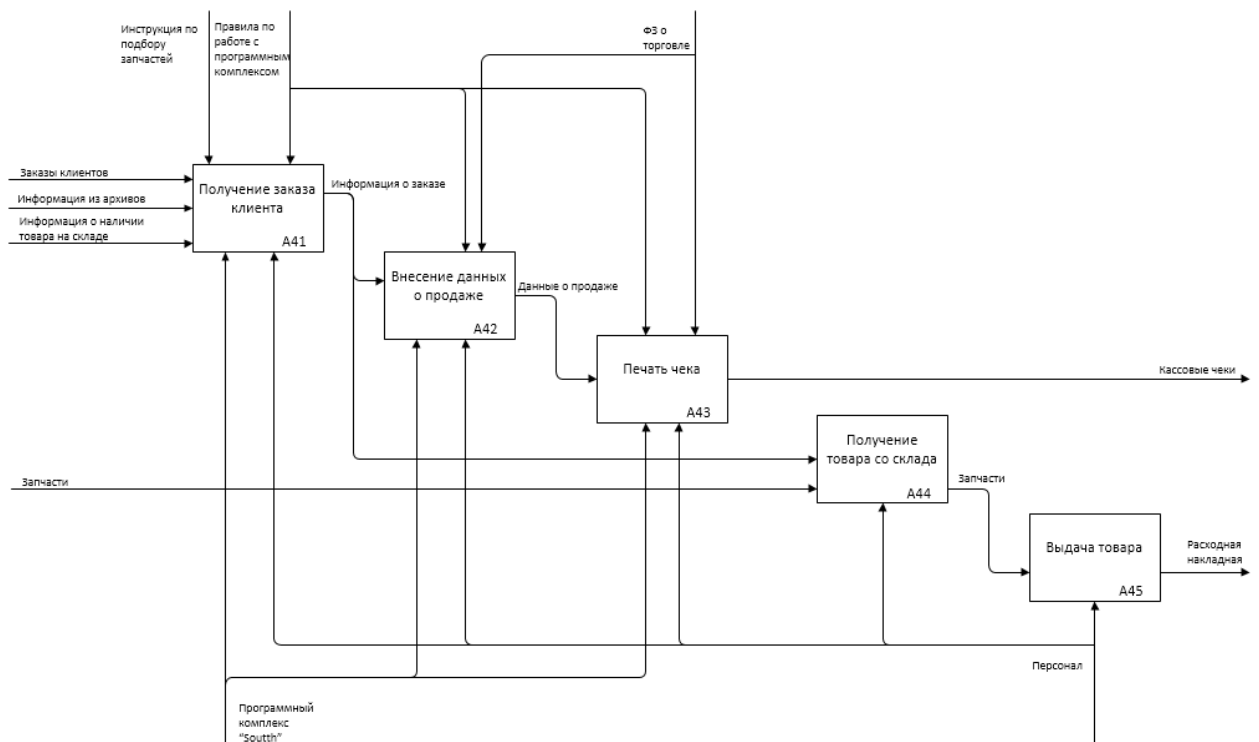 Инструкция по
подбору
запчастей
Правила по
работе с
программным
комплексом
ФЗ о
торговле
Заказы клиентов
Информация из архивов
Информация о наличии
товара на складе
Получение заказа
клиента
A41
Информация о заказе
Внесение данных
о продаже
A42
Данные о продаже
Печать чека
A43
Кассовые чеки
Получение
товара со склада
A44
Запчасти
Запчасти
Выдача товара
A45
Расходная
накладная
Персонал
Программный
комплекс
“Soutth”